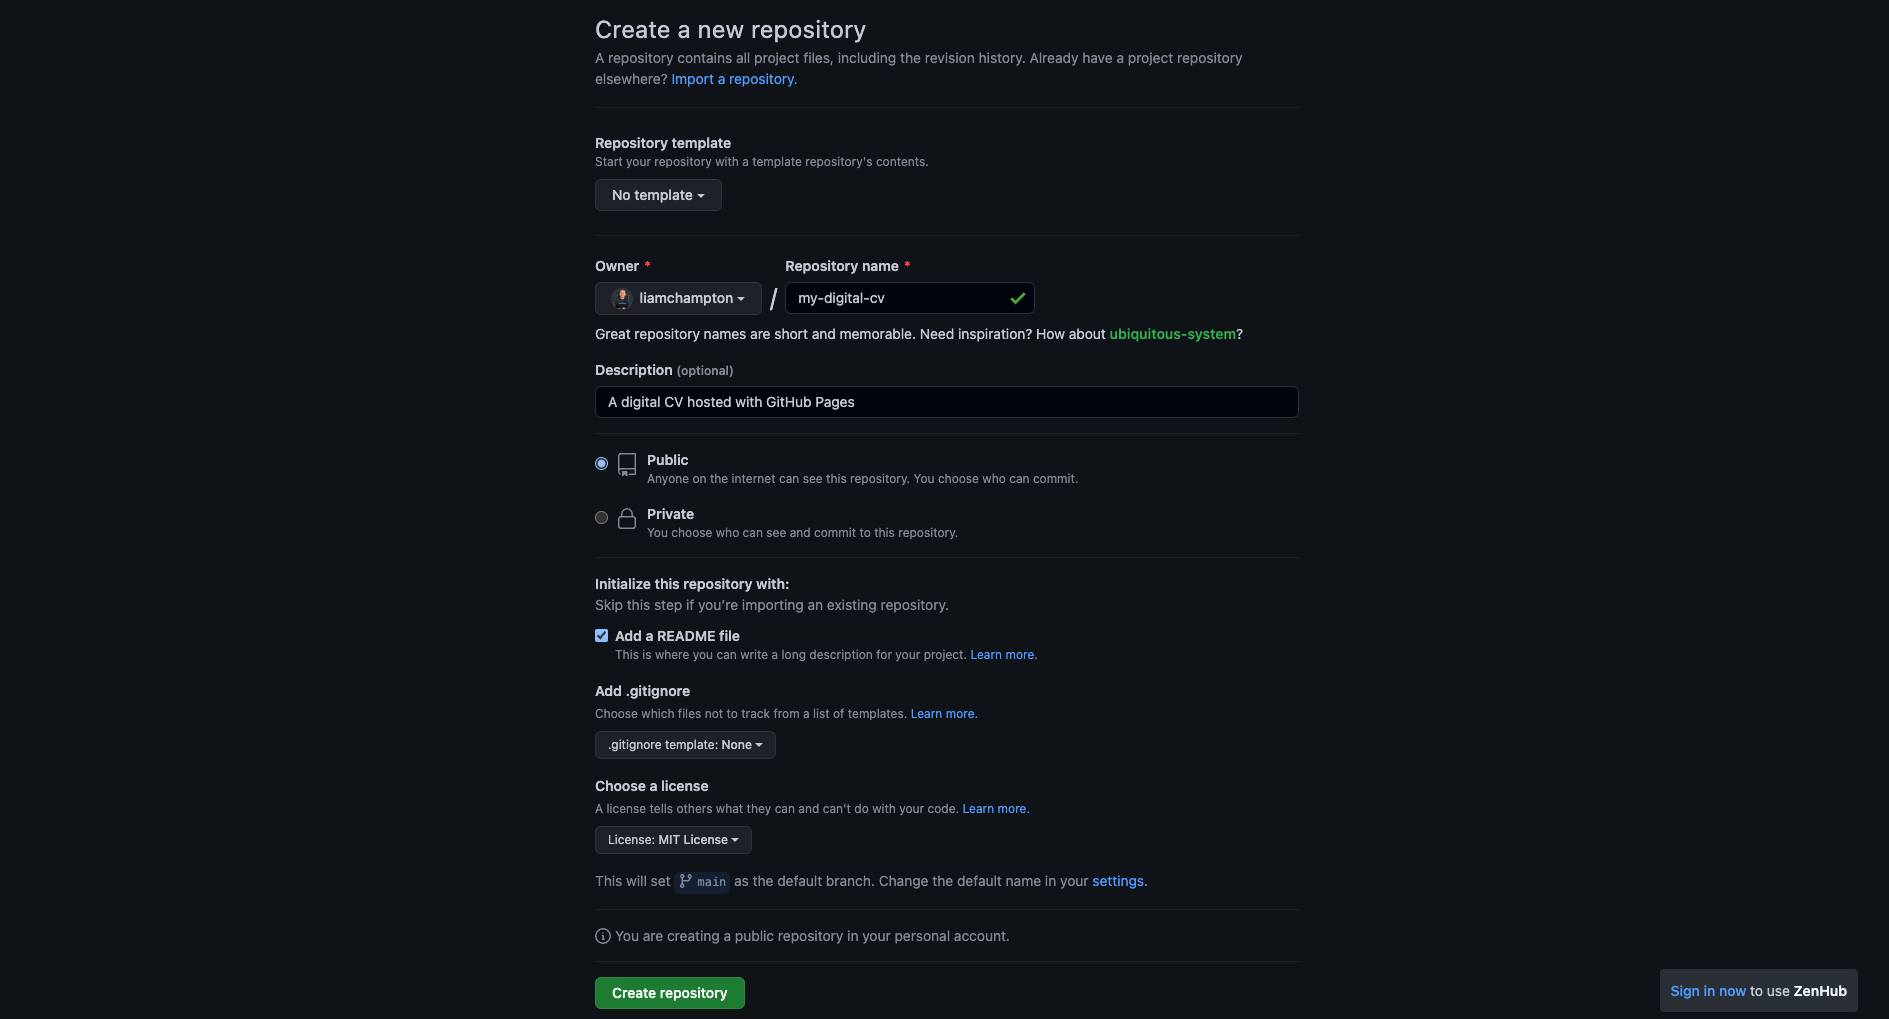 Create a new repository
A repository contains all project files, including the revision history. Already have a project repository
elsewhere? Import a repository.
Repository template
Start your repository with a template repository's contents.
No template
Owner * Repository name *
liamchampton / my-digital-cv
Great repository names are short and memorable. Need inspiration? How about ubiquitous-system?
Description (optional)
A digital CV hosted with GitHub Pages
Public
Anyone on the internet can see this repository. You choose who can commit.
Private
You choose who can see and commit to this repository.
Initialize this repository with:
Skip this step if you’re importing an existing repository.
Add a README file
This is where you can write a long description for your project. Learn more.
Add .gitignore
Choose which files not to track from a list of templates. Learn more.
.gitignore template: None
Choose a license
A license tells others what they can and can't do with your code. Learn more.
License: MIT License
This will set main as the default branch. Change the default name in your settings.
You are creating a public repository in your personal account.
Create repository
Sign in now to use ZenHub